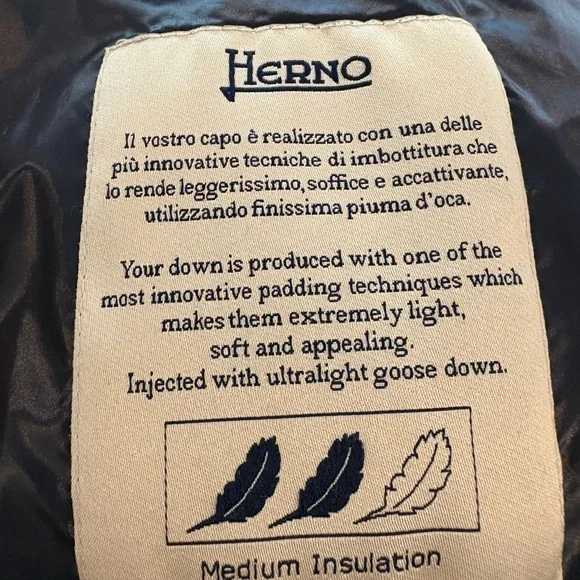 HERNO
Il vostro capo è realizzato con una delle
più innovative tecniche di imbottitura che
lo rende leggerissimo, soffice e accattivante,
utilizzando finissima piuma d'oca.
Your down is produced with one of the
most innovative padding techniques which
makes them extremely light,
soft and appealing.
Injected with ultralight goose down.
Medium Insulation